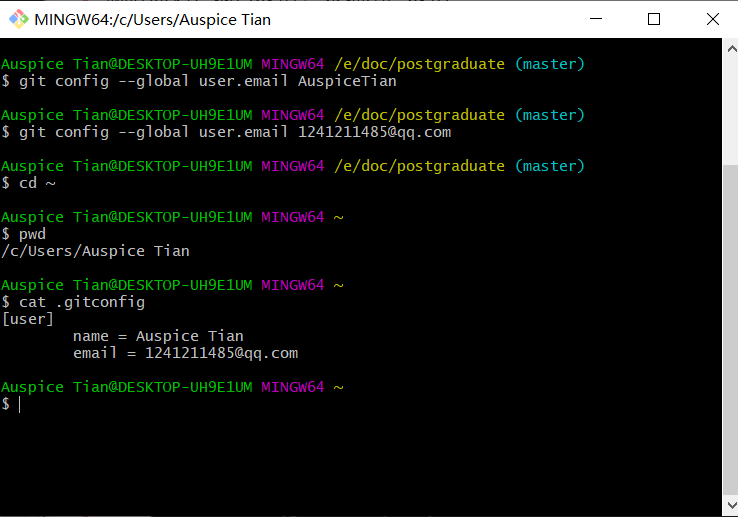 MINGW64:/c/Users/Auspice Tian
Auspice Tian@DESKTOP-UH9E1UM MINGW64 /e/doc/postgraduate (master)
$ git config --global user.email AuspiceTian
Auspice Tian@DESKTOP-UH9E1UM MINGW64 /e/doc/postgraduate (master)
$ git config --global user.email 1241211485@qq.com
Auspice Tian@DESKTOP-UH9E1UM MINGW64 /e/doc/postgraduate (master)
$ cd ~
Auspice Tian@DESKTOP-UH9E1UM MINGW64 ~
$ pwd
/c/Users/Auspice Tian
Auspice Tian@DESKTOP-UH9E1UM MINGW64 ~
$ cat .gitconfig
[user]
name = Auspice Tian
email = 1241211485@qq.com
Auspice Tian@DESKTOP-UH9E1UM MINGW64 ~
$